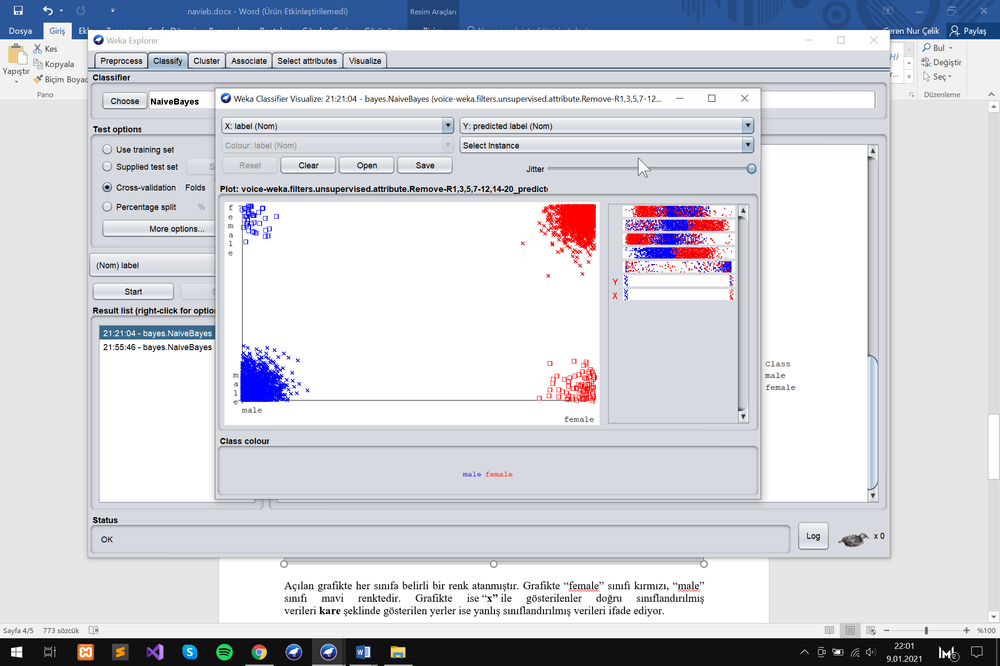 navieb.docx - Word (Ürün Etkinleştirilemedi)
Resim Araçları
Dosya
Giriş
Ceren Nur Çelik
Paylaş
Kes
Kopyala
Yapıştır
Biçim Boyac
Pano
Bul
Değiştir
Seç
Düzenleme
Weka Explorer
Preprocess
Classify
Cluster
Associate
Select attributes
Visualize
Classifier
Choose
NaiveBayes
Test options
Use training set
Supplied test set
S
Cross-validation Folds
Percentage split %
More options...
(Nom) label
Start
Result list (right-click for option
21:21:04 - bayes.NaiveBayes
21:55:46 - bayes.NaiveBayes
Weka Classifier Visualize: 21:21:04 - bayes.NaiveBayes (voice-weka.filters.unsupervised.attribute.Remove-R1,3,5,7-12...
X: label (Nom)
Y: predicted label (Nom)
Colour: label (Nom)
Select Instance
Reset
Clear
Open
Save
Jitter
Plot: voice-weka.filters.unsupervised.attribute.Remove-R1,3,5,7-12,14-20_predicte
female
male
male
female
Y
X
Class colour
male female
Class
male
female
Status
OK
Log
x 0
Açılan grafikte her sınıfa belirli bir renk atanmıştır. Grafikte “female” sınıfı kırmızı, “male”
sınıfı mavi renktedir. Grafikte ise “x” ile gösterilenler doğru sınıflandırılmış
verileri kare şeklinde gösterilen yerler ise yanlış sınıflandırılmış verileri ifade ediyor.
Sayfa 4/5
773 sözcük
%100
22:01
9.01.2021
2